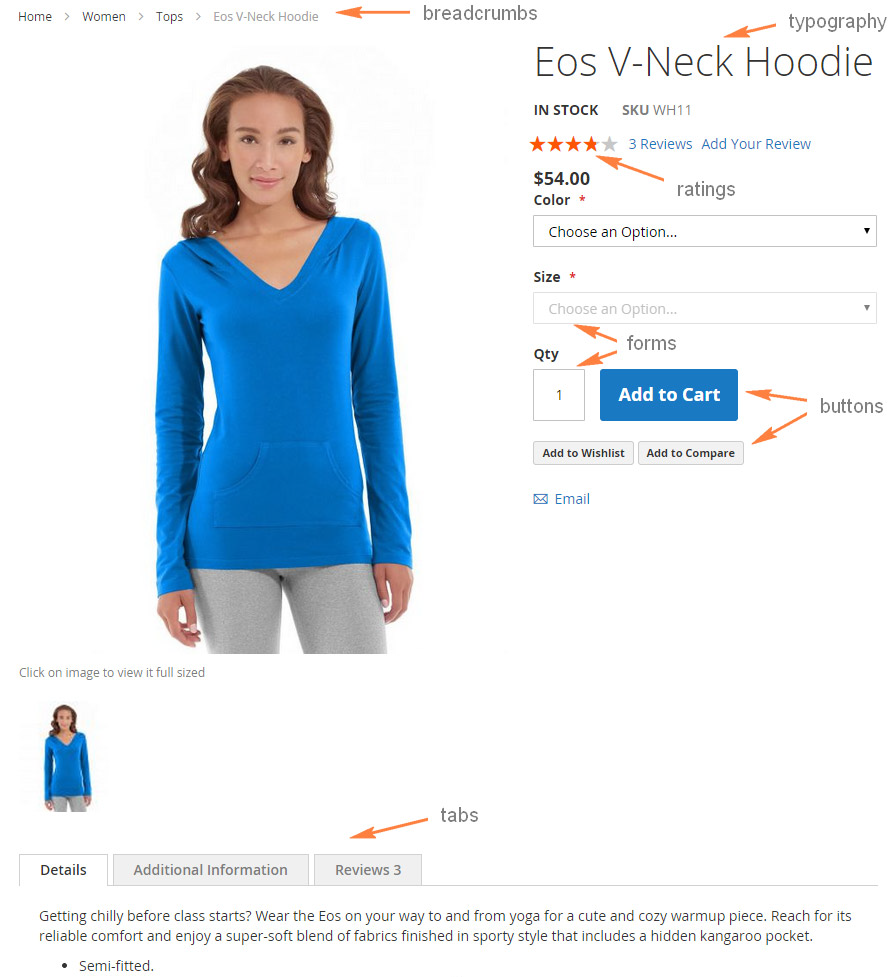 Home > Women > Tops > Eos V-Neck Hoodie
breadcrumbs
typography
Eos V-Neck Hoodie
IN STOCK SKU WH11
3 Reviews Add Your Review
$54.00
ratings
Color *
Choose an Option...
Size *
Choose an Option...
forms
Qty
1
Add to Cart
buttons
Add to Wishlist Add to Compare
Email
Click on image to view it full sized
tabs
Details Additional Information Reviews 3
Getting chilly before class starts? Wear the Eos on your way to and from yoga for a cute and cozy warmup piece. Reach for its
reliable comfort and enjoy a super-soft blend of fabrics finished in sporty style that includes a hidden kangaroo pocket.
• Semi-fitted.